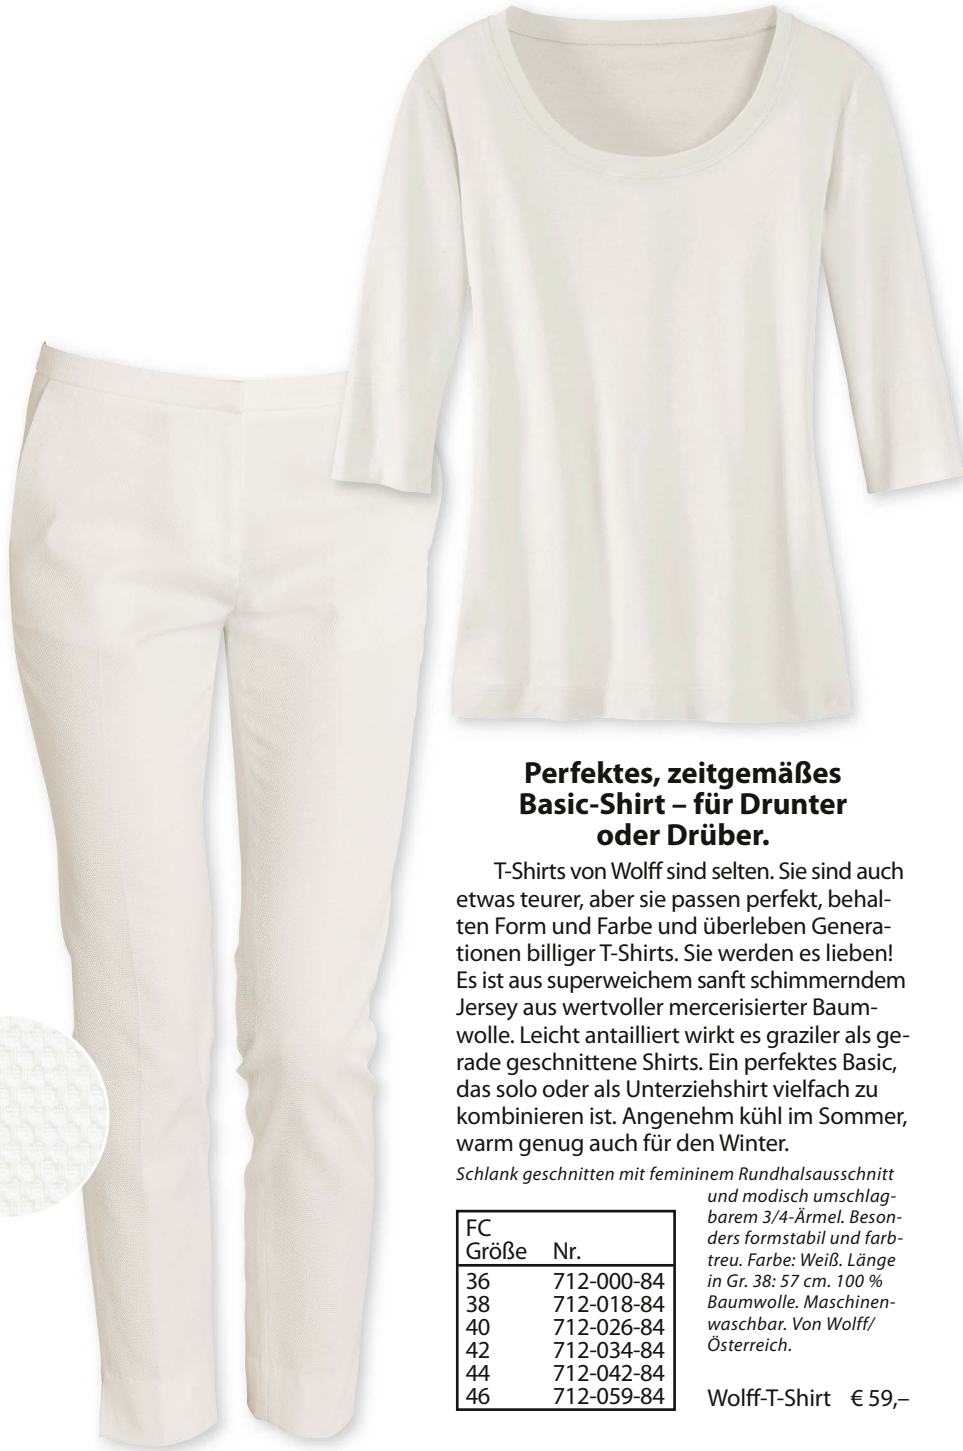 Perfektes, zeitgemäßes
Basic-Shirt – für Drunter
oder Drüber.
T-Shirts von Wolff sind selten. Sie sind auch
etwas teurer, aber sie passen perfekt, behal-
ten Form und Farbe und überleben Genera-
tionen billiger T-Shirts. Sie werden es lieben!
Es ist aus superweichem sanft schimmerndem
Jersey aus wertvoller mercerisierter Baum-
wolle. Leicht antailliert wirkt es graziler als ge-
rade geschnittene Shirts. Ein perfektes Basic,
das solo oder als Unterziehshirt vielfach zu
kombinieren ist. Angenehm kühl im Sommer,
warm genug auch für den Winter.
Schlank geschnitten mit femininem Rundhalsausschnitt
und modisch umschlag-
barem 3/4-Ärmel. Beson-
ders formstabil und farb-
treu. Farbe: Weiß. Länge
in Gr. 38: 57 cm. 100 %
Baumwolle. Maschinen-
waschbar. Von Wolff/
Österreich.
FC
Größe Nr.
36 712-000-84
38 712-018-84
40 712-026-84
42 712-034-84
44 712-042-84
46 712-059-84
Wolff-T-Shirt € 59,–